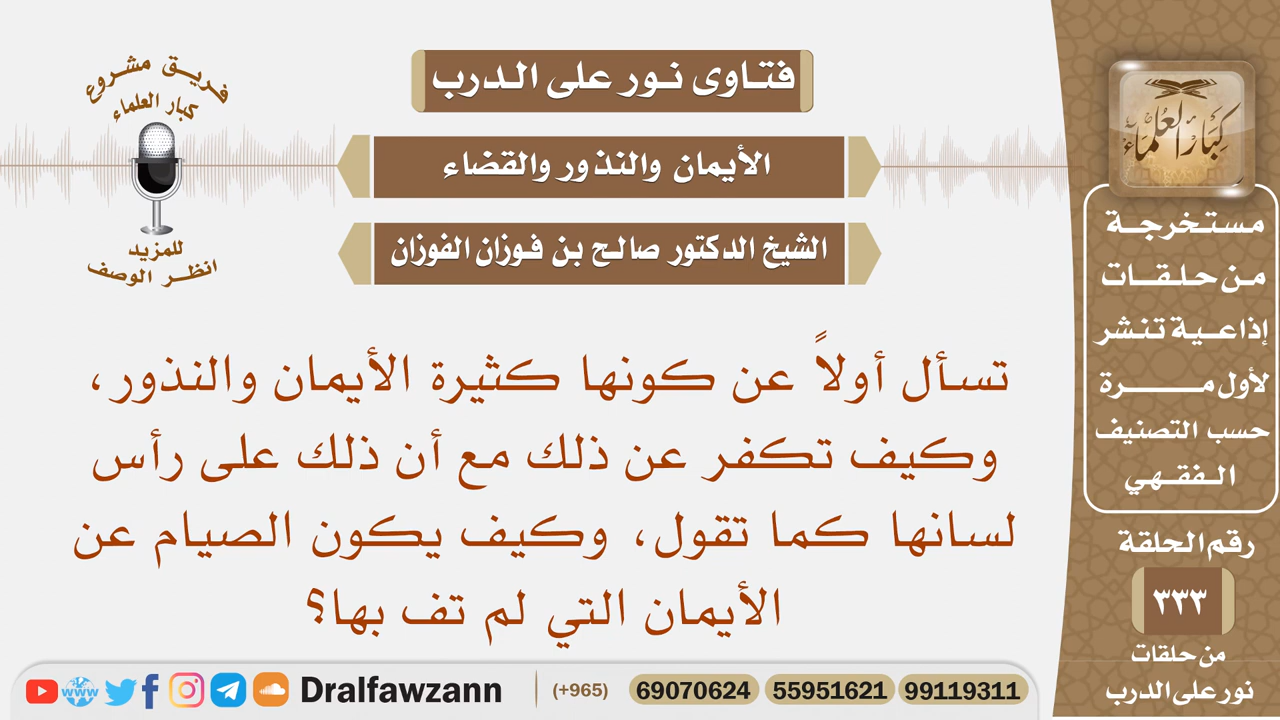 فتاوى نور على الدرب
الأيمان والنذور والقضاء
الشيخ الدكتور صالح بن فوزان الفوزان
فريق مشروع
كبار العلماء
للمزيد
انظر الوصف
تسأل أولاً عن كونها كثيرة الأيمان والنذور،
وكيف تكفر عن ذلك مع أن ذلك على رأس
لسانها كما تقول، وكيف يكون الصيام عن
الأيمان التي لم تف بها؟
كبار العلماء
مستخرجة
من حلقات
إذاعية تنشر
لأول مرة
حسب التصنيف
الفقهي
رقم الحلقة
٣٣٣
من حلقات
نور على الدرب
www Dralfawzann (+965) 69070624 55951621 99119311